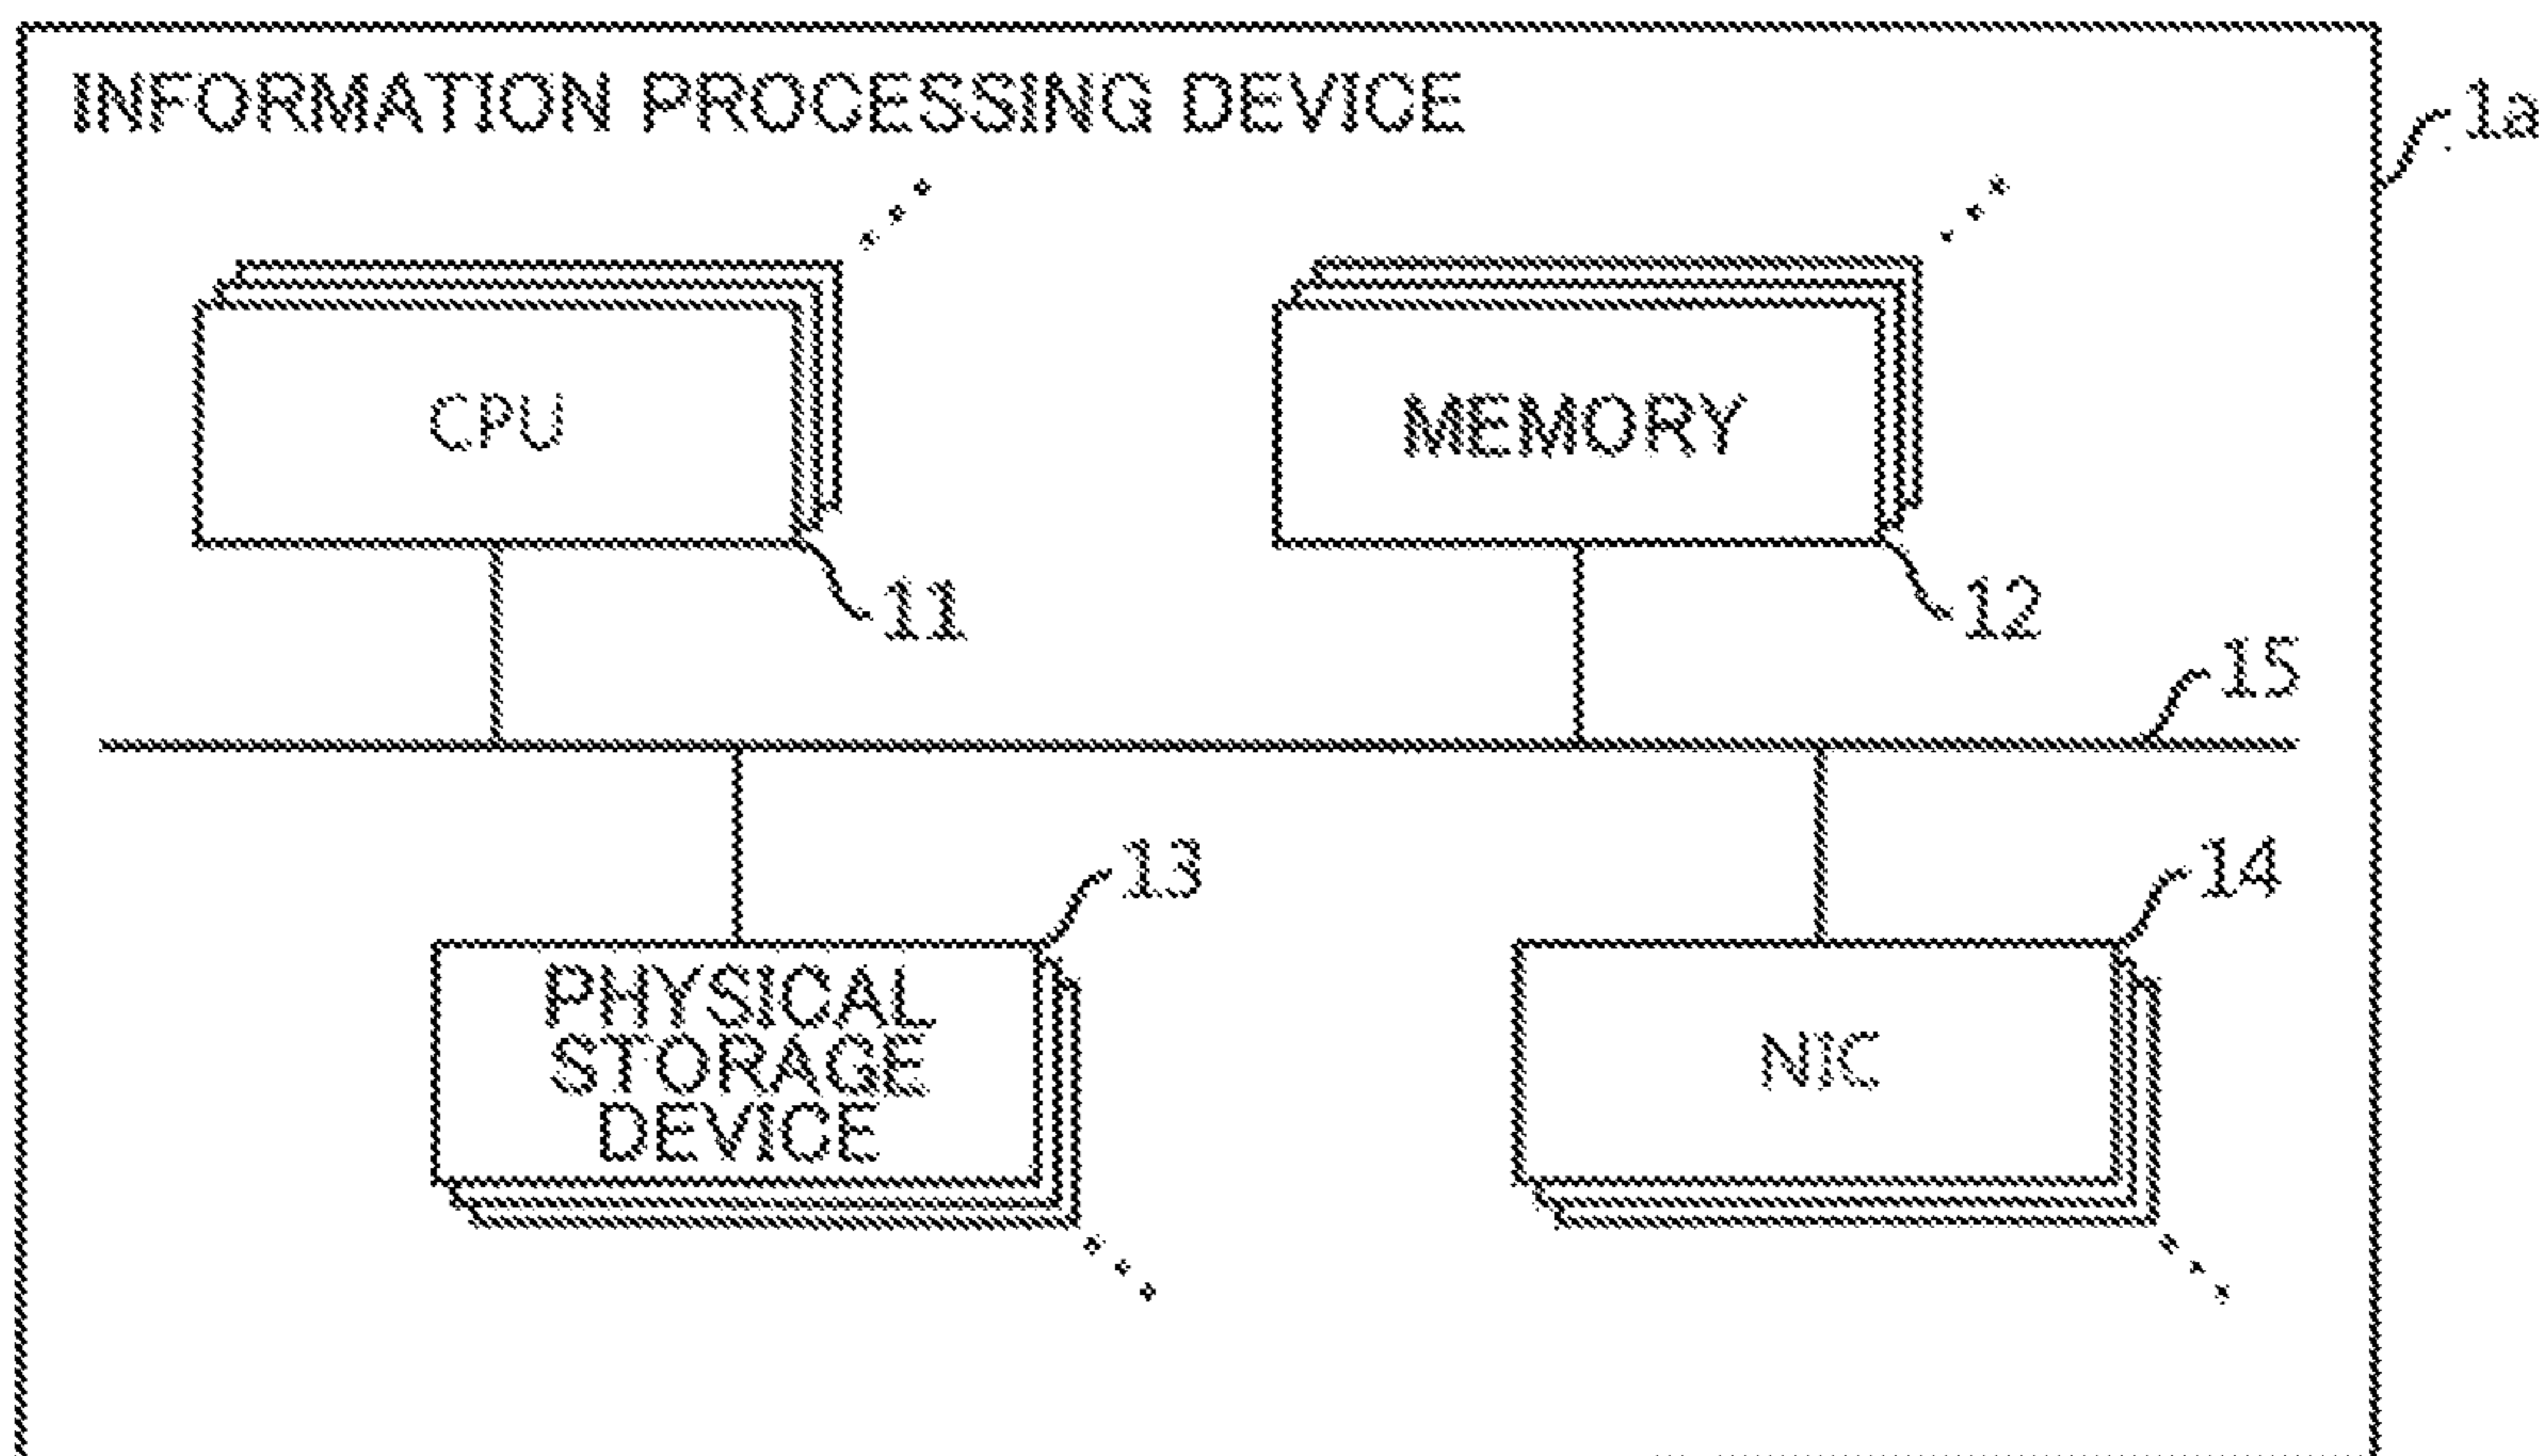 INFORMATION PROCESSING DEVICE
1a
CPU
MEMORY
11
12
15
13
14
PHYSICAL
STORAGE
DEVICE
NIC